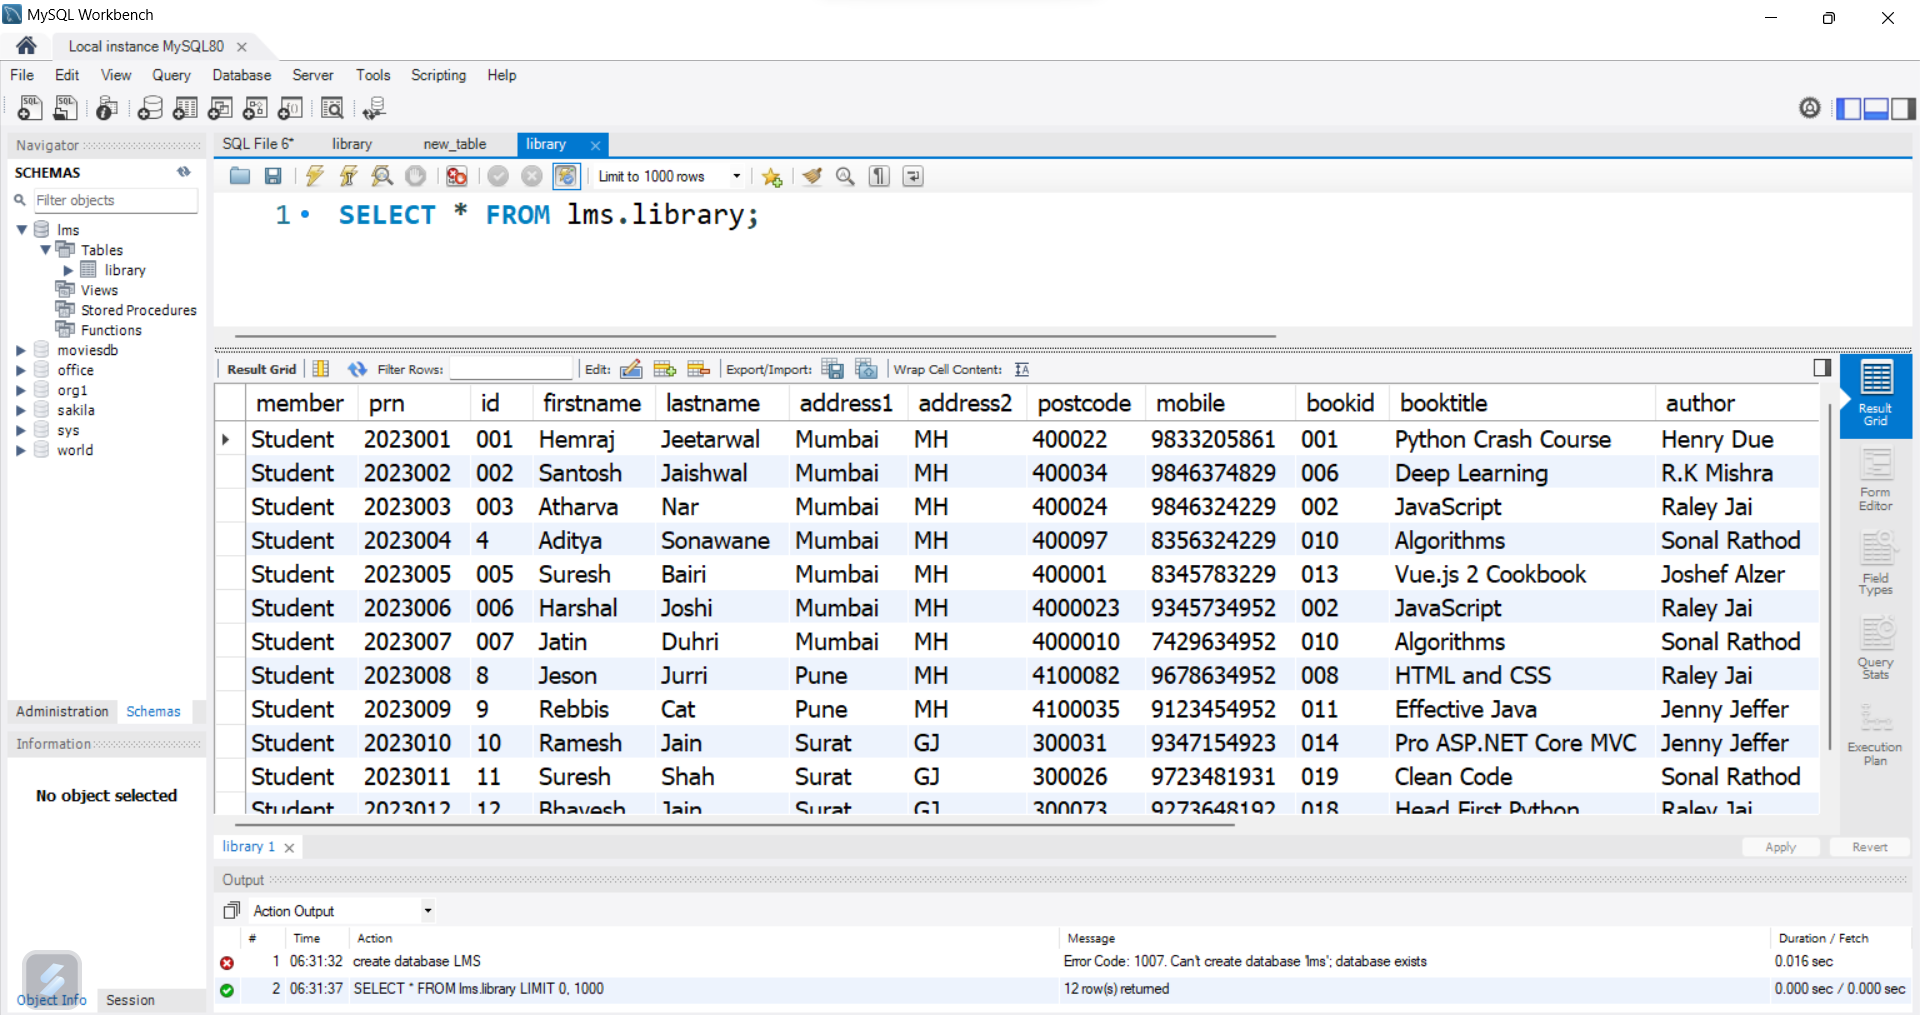 MySQL Workbench
Local instance MySQL80
File Edit View Query Database Server Tools Scripting Help
Navigator
SQL File 6* library new_table library
SCHEMAS
Limit to 1000 rows
Filter objects
1 SELECT * FROM lms.library;
lms
Tables
library
Views
Stored Procedures
Functions
moviesdb
office
org1
sakila
sys
world
Result Grid Filter Rows: Edit: Export/Import: Wrap Cell Content:
member prn id firstname lastname address1 address2 postcode mobile bookid booktitle author
Student 2023001 001 Hemraj Jeetarwal Mumbai MH 400022 9833205861 001 Python Crash Course Henry Due
Student 2023002 002 Santosh Jaishwal Mumbai MH 400034 9846374829 006 Deep Learning R.K Mishra
Student 2023003 003 Atharva Nar Mumbai MH 400024 9846324229 002 JavaScript Raley Jai
Student 2023004 4 Aditya Sonawane Mumbai MH 400097 8356324229 010 Algorithms Sonal Rathod
Student 2023005 005 Suresh Bairi Mumbai MH 400001 8345783229 013 Vue.js 2 Cookbook Joshef Alzer
Student 2023006 006 Harshal Joshi Mumbai MH 4000023 9345734952 002 JavaScript Raley Jai
Student 2023007 007 Jatin Duhri Mumbai MH 4000010 7429634952 010 Algorithms Sonal Rathod
Student 2023008 8 Jeson Jurri Pune MH 4100082 9678634952 008 HTML and CSS Raley Jai
Student 2023009 9 Rebbis Cat Pune MH 4100035 9123454952 011 Effective Java Jenny Jeffer
Student 2023010 10 Ramesh Jain Surat GJ 300031 9347154923 014 Pro ASP.NET Core MVC Jenny Jeffer
Student 2023011 11 Suresh Shah Surat GJ 300026 9723481931 019 Clean Code Sonal Rathod
Student 2023012 12 Bhavesh Jain Surat GJ 300073 9273648192 018 Head First Python Raley Jai
Result
Grid
Form
Editor
Field
Types
Query
Stats
Execution
Plan
Administration Schemas
Information
No object selected
library 1
Apply Revert
Output
Action Output
# Time Action Message Duration / Fetch
1 06:31:32 create database LMS Error Code: 1007. Can't create database 'lms'; database exists 0.016 sec
2 06:31:37 SELECT * FROM lms.library LIMIT 0, 1000 12 row(s) returned 0.000 sec / 0.000 sec
Object Info Session